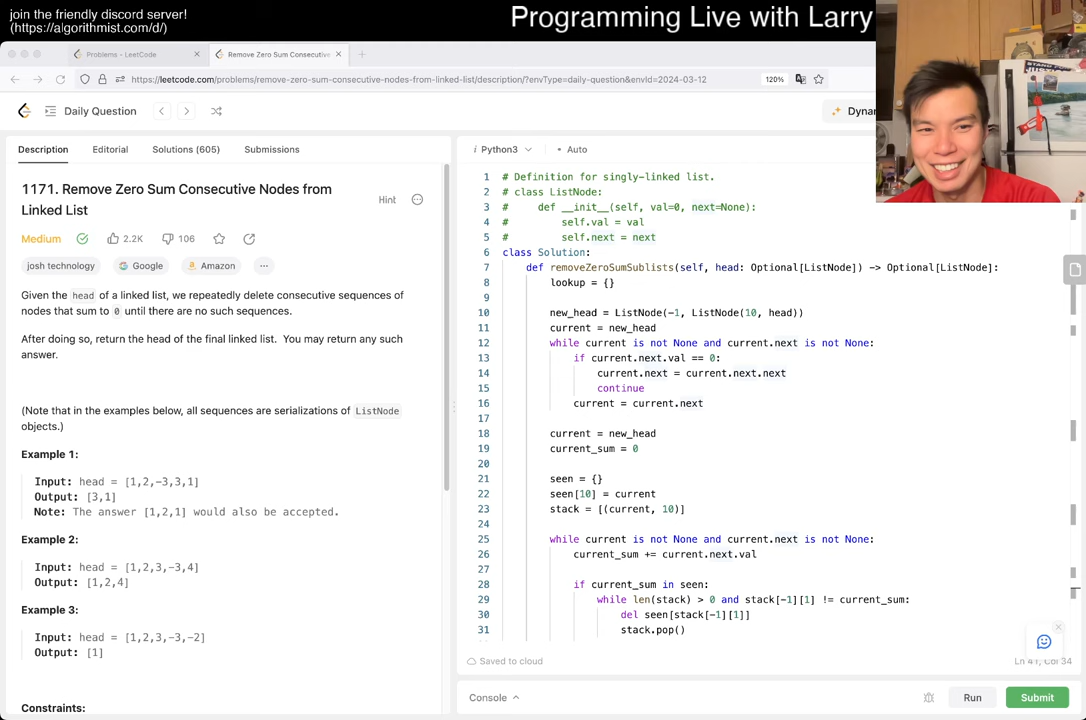 join the friendly discord server!
(https://algorithmist.com/d/)
Programming Live with Larry
Problems - LeetCode
Remove Zero Sum Consecutive
https://leetcode.com/problems/remove-zero-sum-consecutive-nodes-from-linked-list/description/?envType=daily-question&envId=2024-03-12
120%
Daily Question
Dynam
Description
Editorial
Solutions (605)
Submissions
1171. Remove Zero Sum Consecutive Nodes from
Linked List
Hint
Medium
2.2K
106
josh technology
Google
Amazon
Given the head of a linked list, we repeatedly delete consecutive sequences of
nodes that sum to 0 until there are no such sequences.
After doing so, return the head of the final linked list.  You may return any such
answer.
(Note that in the examples below, all sequences are serializations of ListNode
objects.)
Example 1:
Input: head = [1,2,-3,3,1]
Output: [3,1]
Note: The answer [1,2,1] would also be accepted.
Example 2:
Input: head = [1,2,3,-3,4]
Output: [1,2,4]
Example 3:
Input: head = [1,2,3,-3,-2]
Output: [1]
Constraints:
i Python3
• Auto
1 # Definition for singly-linked list.
2 # class ListNode:
3 #     def __init__(self, val=0, next=None):
4 #         self.val = val
5 #         self.next = next
6 class Solution:
7     def removeZeroSumSublists(self, head: Optional[ListNode]) -> Optional[ListNode]:
8         lookup = {}
9
10         new_head = ListNode(-1, ListNode(10, head))
11         current = new_head
12         while current is not None and current.next is not None:
13             if current.next.val == 0:
14                 current.next = current.next.next
15                 continue
16             current = current.next
17
18         current = new_head
19         current_sum = 0
20
21         seen = {}
22         seen[10] = current
23         stack = [(current, 10)]
24
25         while current is not None and current.next is not None:
26             current_sum += current.next.val
27
28             if current_sum in seen:
29                 while len(stack) > 0 and stack[-1][1] != current_sum:
30                     del seen[stack[-1][1]]
31                     stack.pop()
Saved to cloud
Col 34
Console
Run
Submit